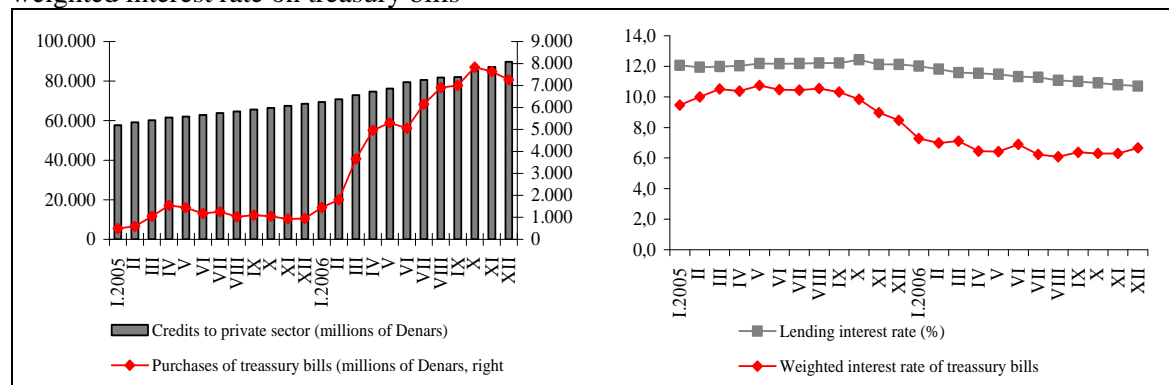 weighted interest rate on treasury bills
100.000
80.000
60.000
40.000
20.000
0
9.000
8.000
7.000
6.000
5.000
4.000
3.000
2.000
1.000
0
I.2005
II
III
IV
V
VI
VII
VIII
IX
X
XI
XII
I.2006
II
III
IV
V
VI
VII
VIII
IX
X
XI
XII
Credits to private sector (millions of Denars)
Purchases of treasury bills (millions of Denars, right
14,0
12,0
10,0
8,0
6,0
4,0
2,0
0,0
I.2005
II
III
IV
V
VI
VII
VIII
IX
X
XI
XII
I.2006
II
III
IV
V
VI
VII
VIII
IX
X
XI
XII
Lending interest rate (%)
Weighted interest rate of treasury bills